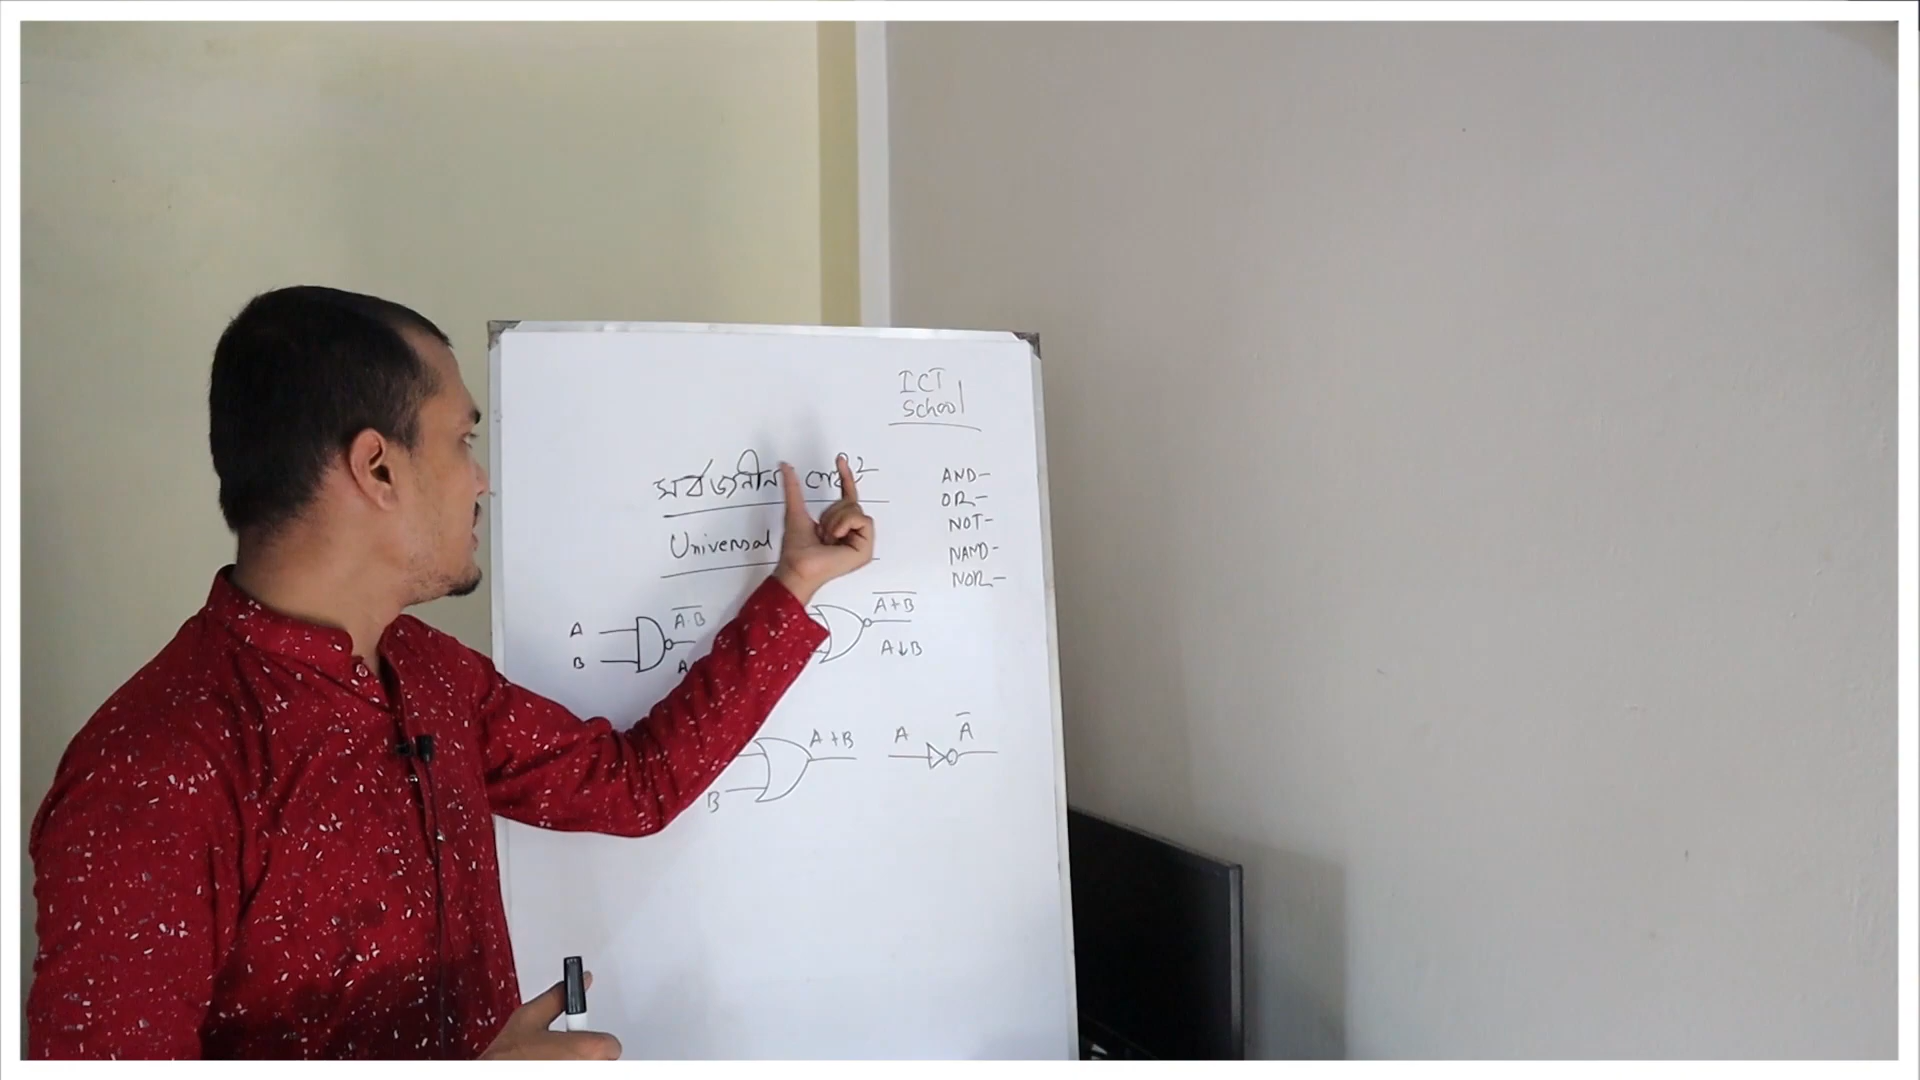 ICT
School
সর্বজনীন গেইট
Universal
AND-
OR-
NOT-
NAND-
NOR-
A
B
A·B
A+B
A↓B
A+B
B
A
A